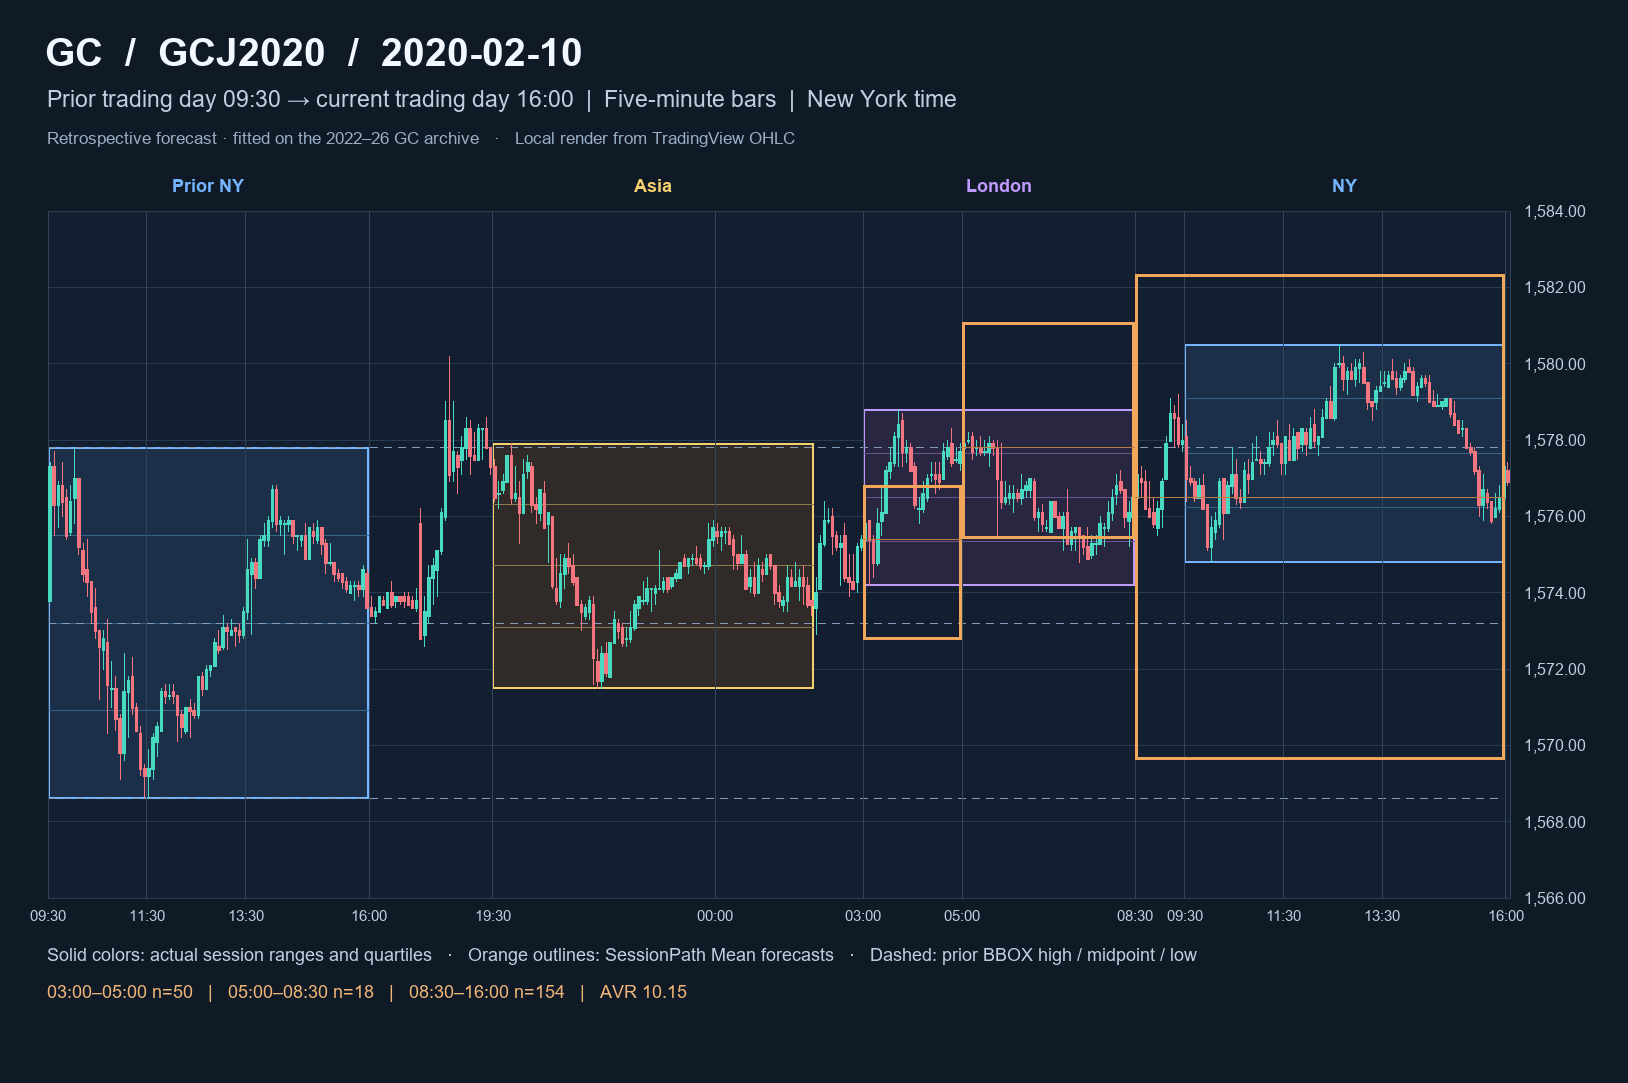 GC / GCJ2020 / 2020-02-10
Prior trading day 09:30 → current trading day 16:00 | Five-minute bars | New York time
Retrospective forecast · fitted on the 2022–26 GC archive · Local render from TradingView OHLC
Prior NY Asia London NY
1,584.00
1,582.00
1,580.00
1,578.00
1,576.00
1,574.00
1,572.00
1,570.00
1,568.00
1,566.00
09:30 11:30 13:30 16:00 19:30 00:00 03:00 05:00 08:30 09:30 11:30 13:30 16:00
Solid colors: actual session ranges and quartiles · Orange outlines: SessionPath Mean forecasts · Dashed: prior BBOX high / midpoint / low
03:00–05:00 n=50 | 05:00–08:30 n=18 | 08:30–16:00 n=154 | AVR 10.15